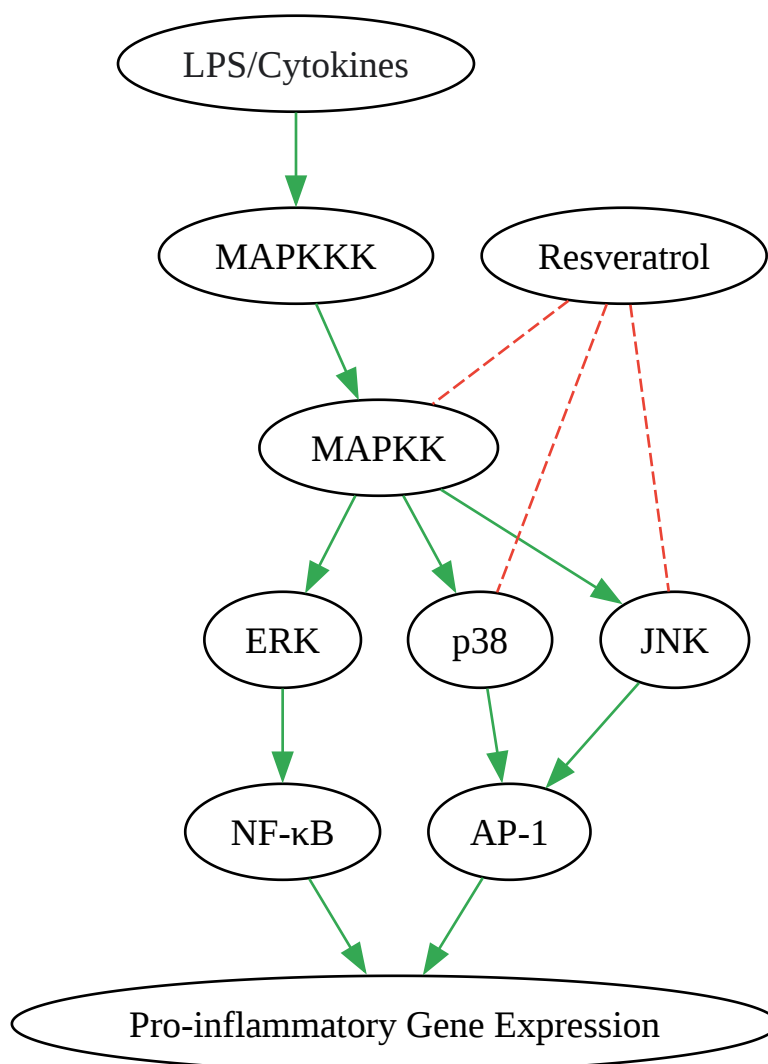 LPS/Cytokines
MAPKKK
Resveratrol
MAPKK
ERK
p38
JNK
NF-κB
AP-1
Pro-inflammatory Gene Expression